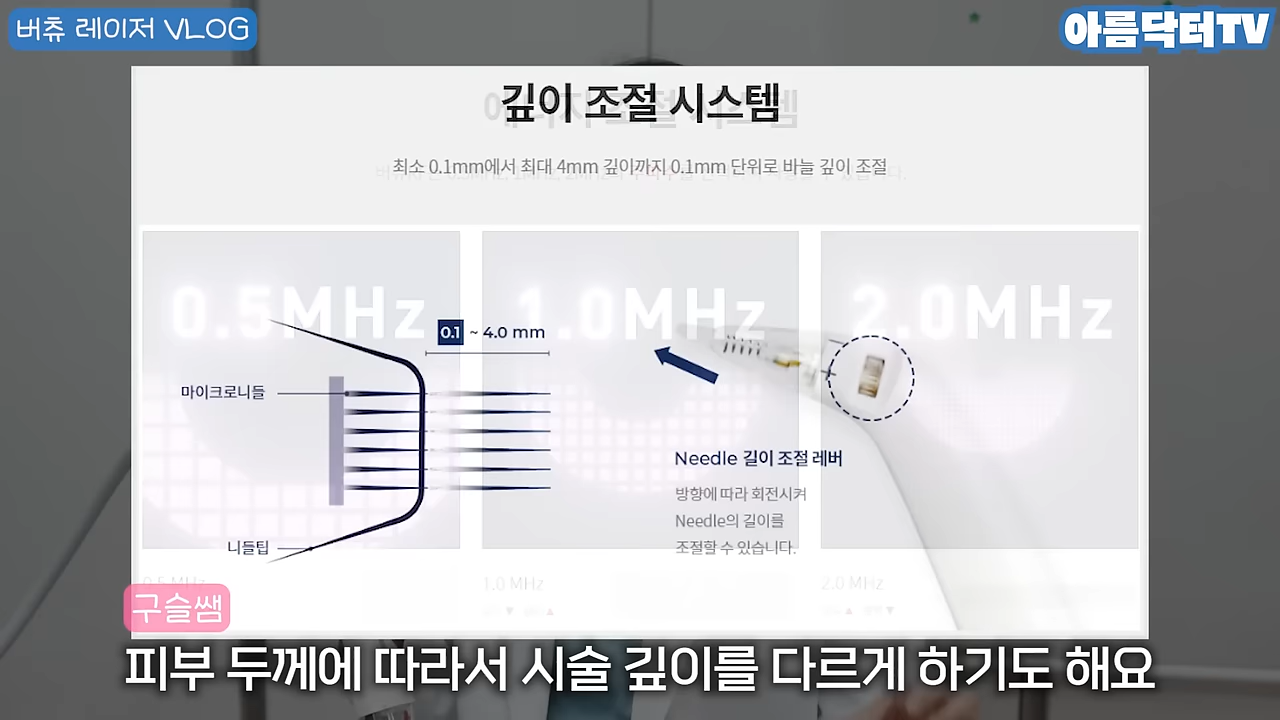 버츄 레이저 VLOG
아름닥터TV
깊이 조절 시스템
최소 0.1mm에서 최대 4mm 깊이까지 0.1mm 단위로 바늘 깊이 조절
0.5MHz
1.0MHz
2.0MHz
0.1 ~ 4.0 mm
마이크로니들
Needle 길이 조절 레버
방향에 따라 회전시켜
Needle의 길이를
조절할 수 있습니다.
니들팁
0.5 MHz
1.0 MHz
2.0 MHz
구슬쌤
피부 두께에 따라서 시술 깊이를 다르게 하기도 해요